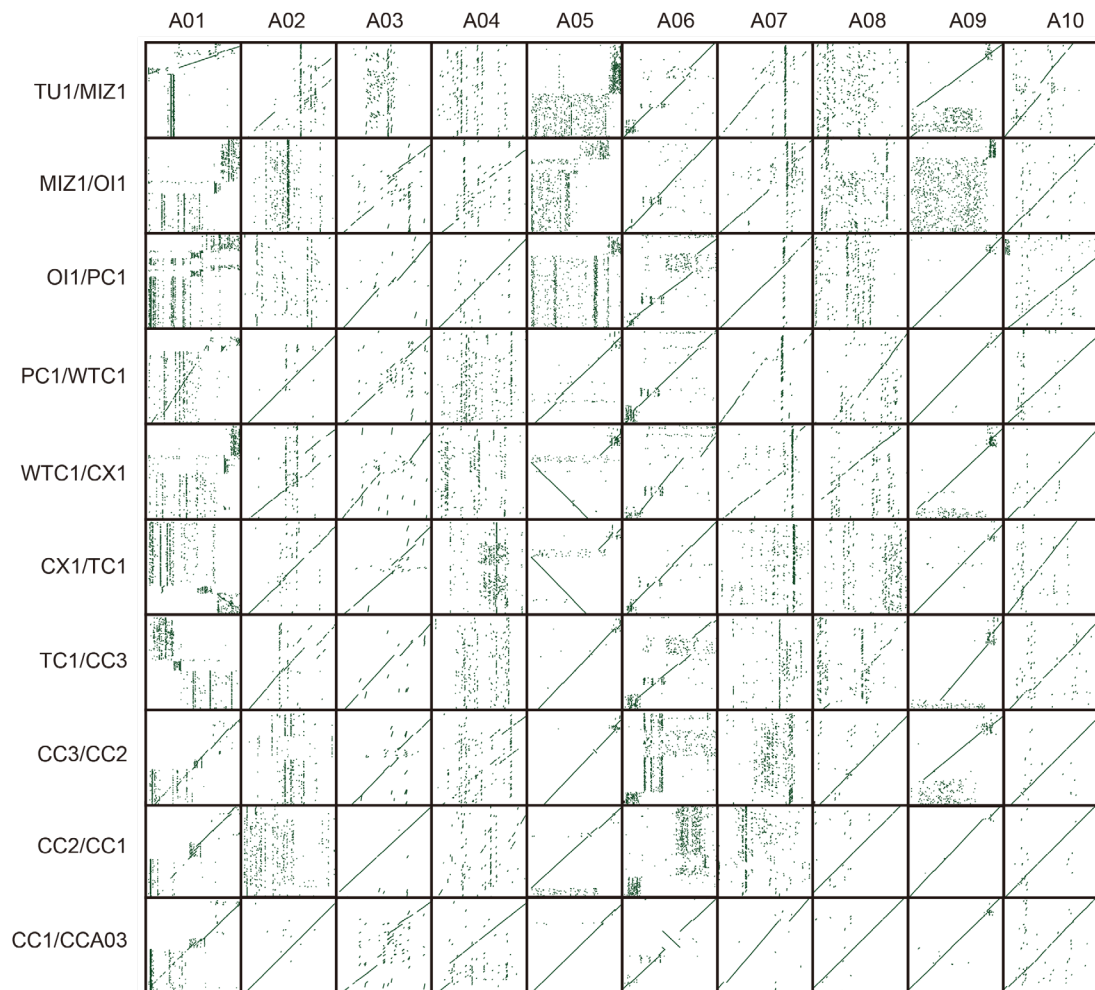 A01 A02 A03 A04 A05 A06 A07 A08 A09 A10
TU1/MIZ1
MIZ1/OI1
OI1/PC1
PC1/WTC1
WTC1/CX1
CX1/TC1
TC1/CC3
CC3/CC2
CC2/CC1
CC1/CCA03